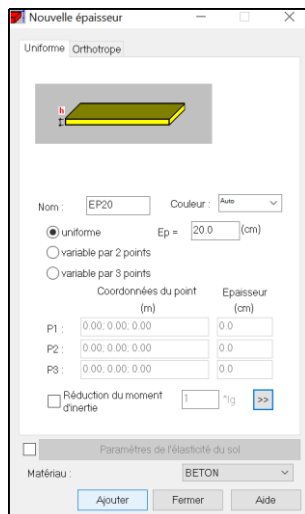 Nouvelle épaisseur
Uniforme Orthotrope
h
Nom : EP20 Couleur : Auto
uniforme Ep = 20.0 (cm)
variable par 2 points
variable par 3 points
Coordonnées du point Epaisseur
(m) (cm)
P1 : 0.00; 0.00; 0.00 0.0
P2 : 0.00; 0.00; 0.00 0.0
P3 : 0.00; 0.00; 0.00 0.0
Réduction du moment d'inertie 1 *Ig >>
Paramètres de l'élasticité du sol
Matériau : BETON
Ajouter Fermer Aide